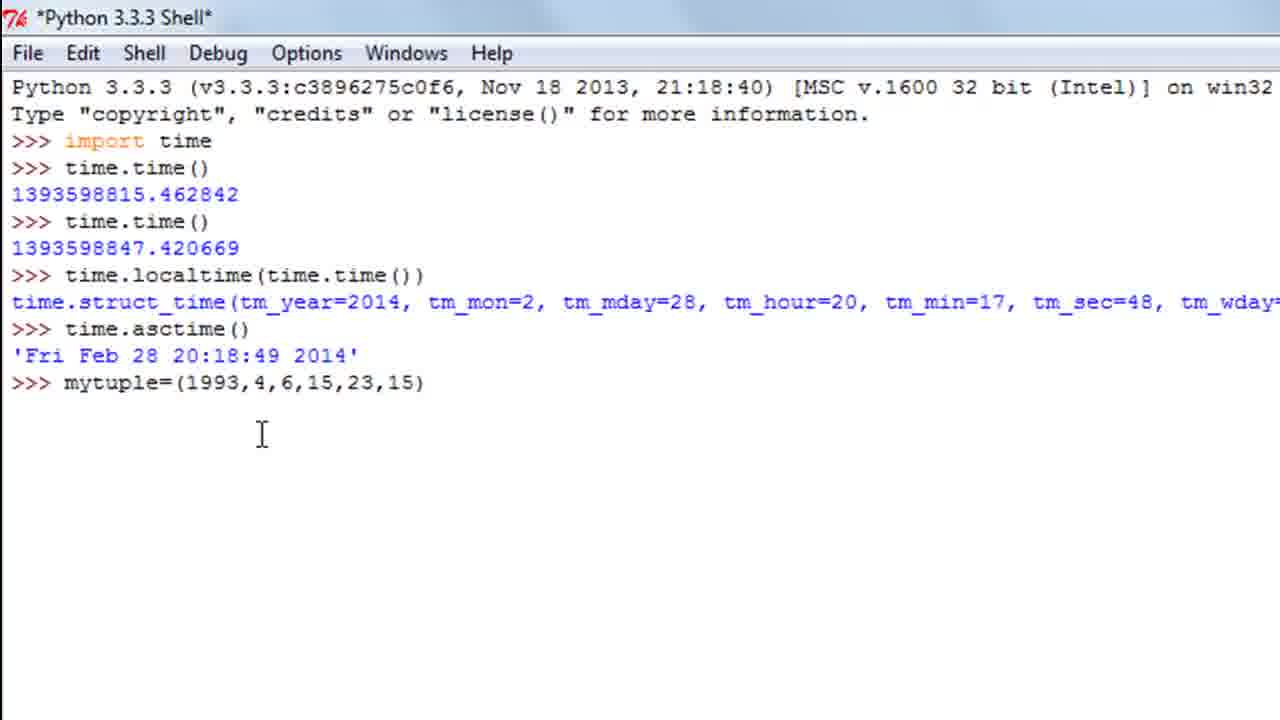 *Python 3.3.3 Shell*
File Edit Shell Debug Options Windows Help
Python 3.3.3 (v3.3.3:c3896275c0f6, Nov 18 2013, 21:18:40) [MSC v.1600 32 bit (Intel)] on win32
Type "copyright", "credits" or "license()" for more information.
>>> import time
>>> time.time()
1393598815.462842
>>> time.time()
1393598847.420669
>>> time.localtime(time.time())
time.struct_time(tm_year=2014, tm_mon=2, tm_mday=28, tm_hour=20, tm_min=17, tm_sec=48, tm_wday=
>>> time.asctime()
'Fri Feb 28 20:18:49 2014'
>>> mytuple=(1993,4,6,15,23,15)